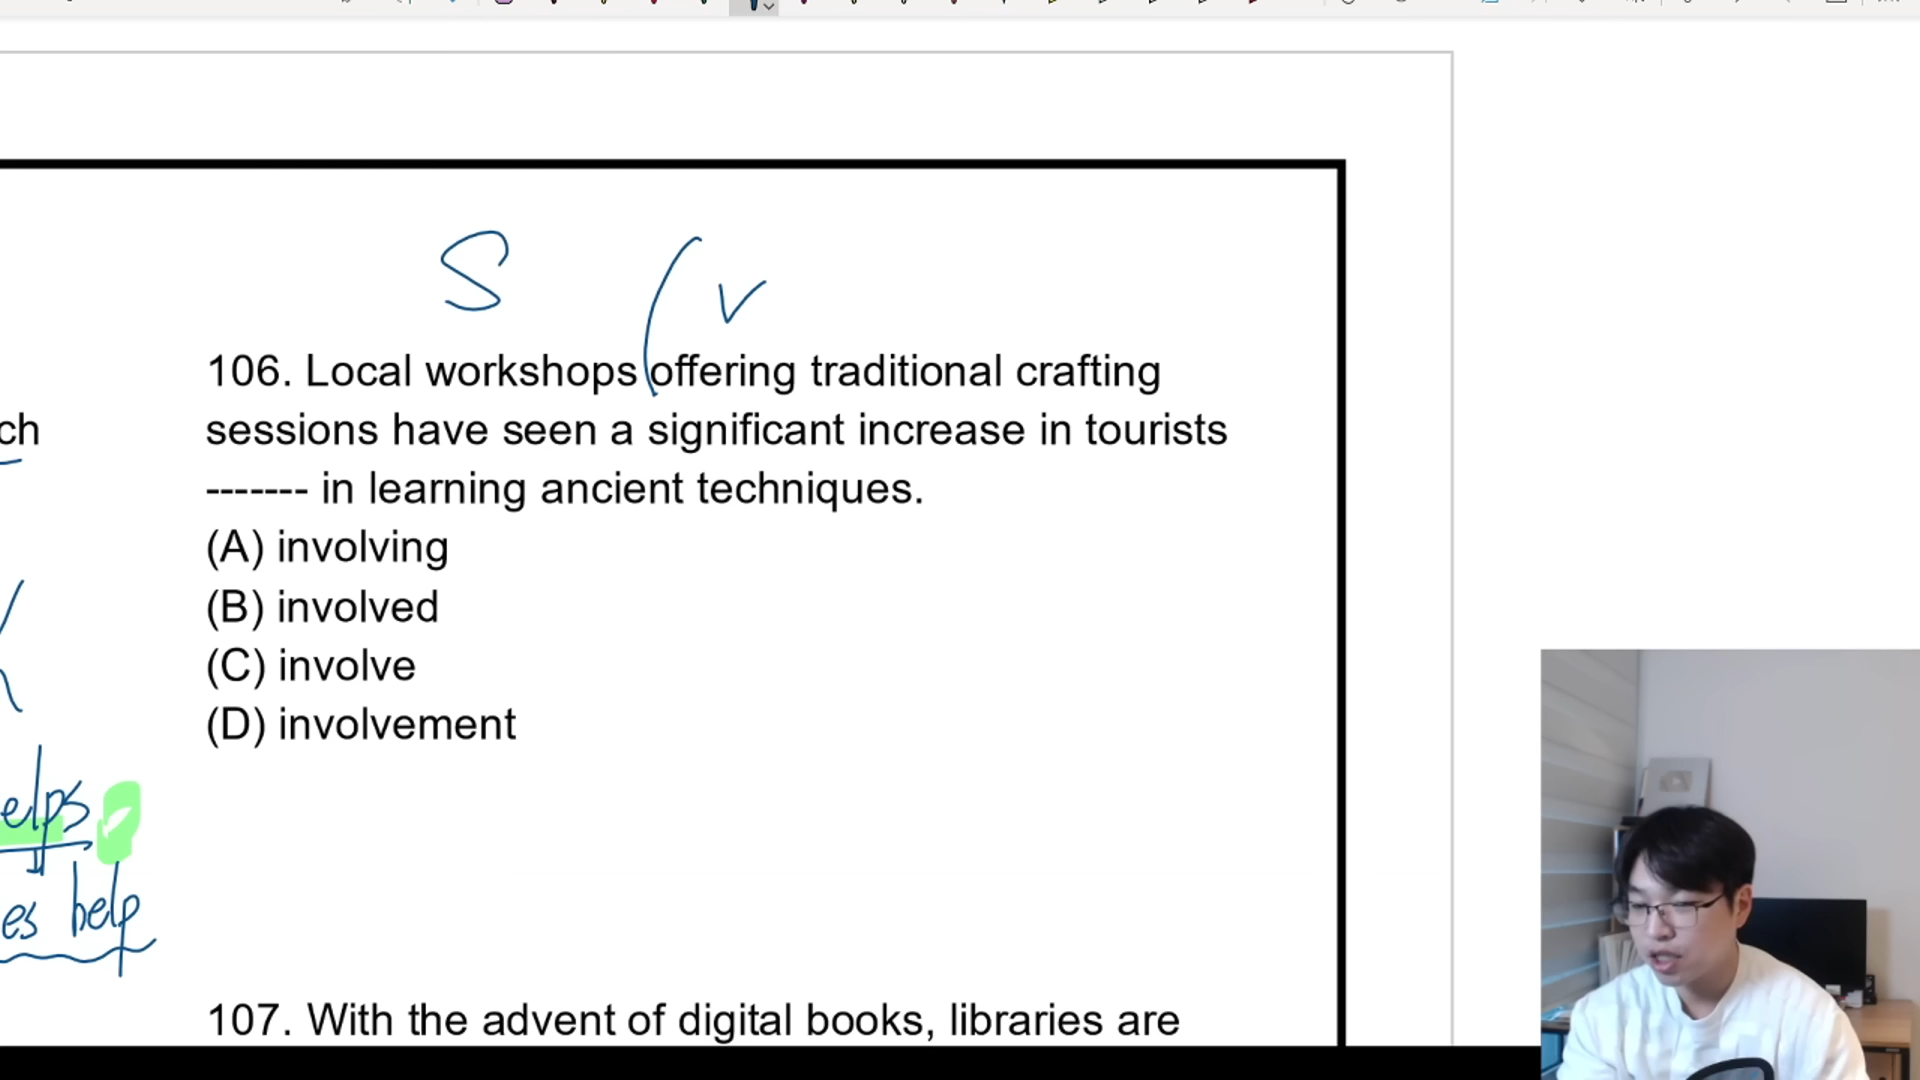 S ( v
106. Local workshops offering traditional crafting
sessions have seen a significant increase in tourists
------- in learning ancient techniques.
(A) involving
(B) involved
(C) involve
(D) involvement
107. With the advent of digital books, libraries are
ch
elps
es help